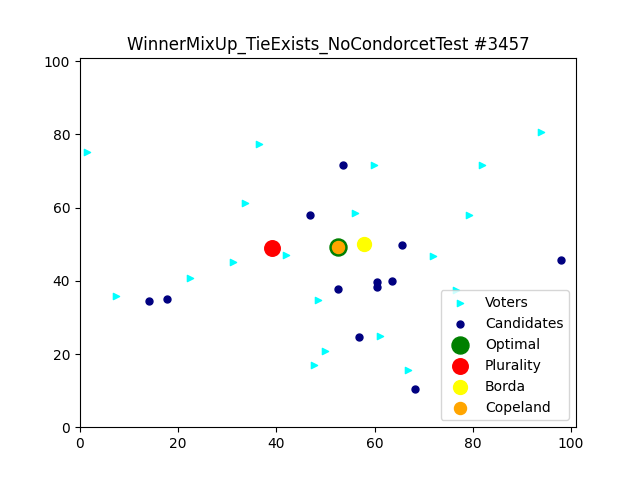 WinnerMixUp_TieExists_NoCondorcetTest #3457
100
80
60
40
20
0
0 20 40 60 80 100
Voters
Candidates
Optimal
Plurality
Borda
Copeland